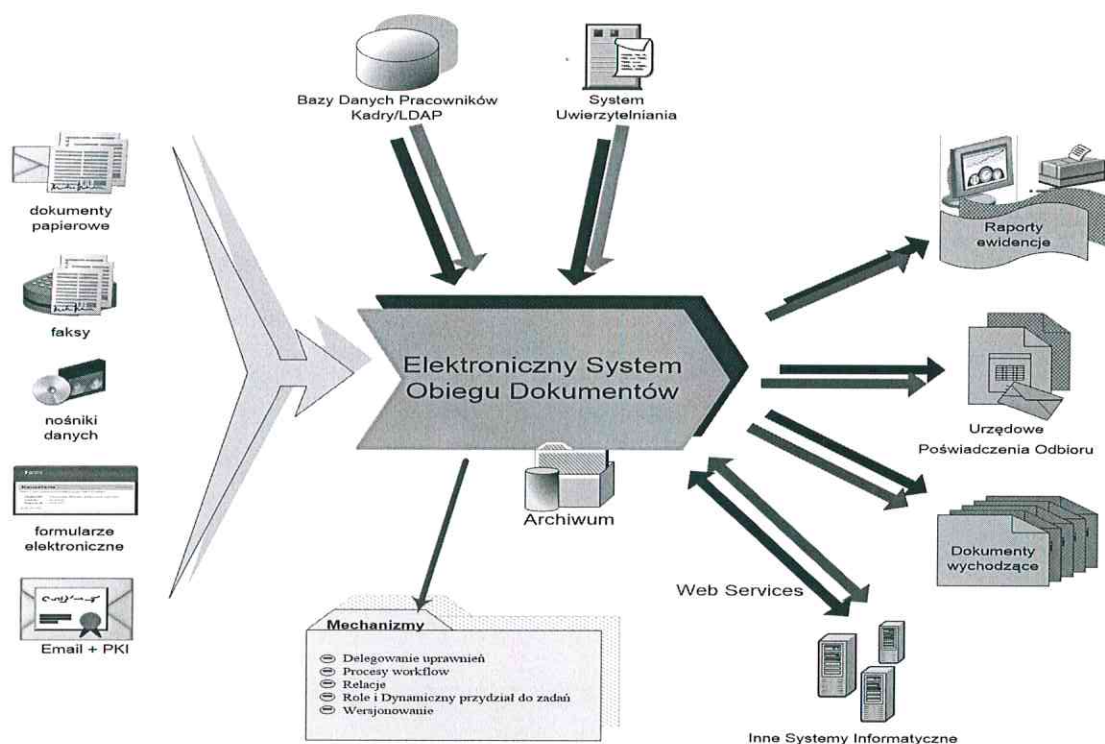 Bazy Danych Pracowników
Kadry/LDAP
System
Uwierzytelniania
dokumenty
papierowe
faksy
nośniki
danych
formularze
elektroniczne
Email + PKI
Elektroniczny System
Obiegu Dokumentów
Archiwum
Raporty
ewidencje
Urzędowe
Poświadczenia Odbioru
Dokumenty
wychodzące
Web Services
Inne Systemy Informatyczne
Mechanizmy
Delegowanie uprawnień
Procesy workflow
Relacje
Role i Dynamiczny przydział do zadań
Wersjonowanie